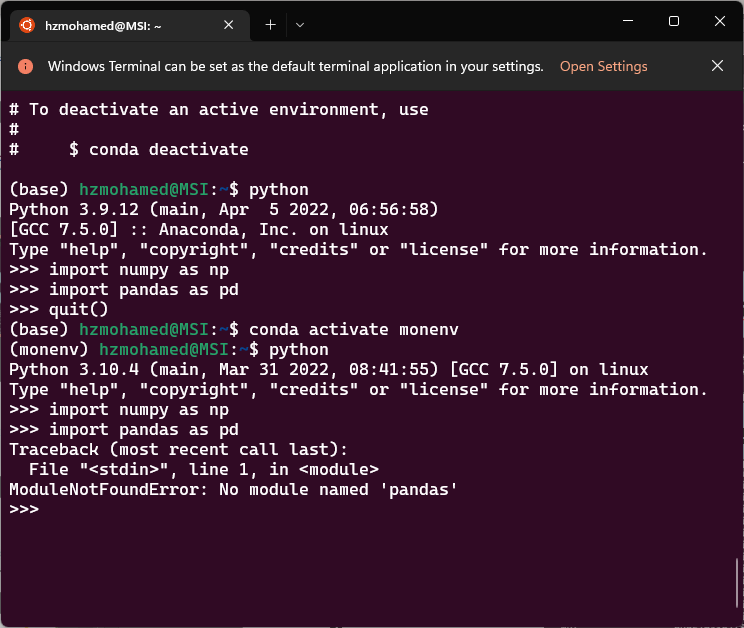 hzmohamed@MSI: ~
Windows Terminal can be set as the default terminal application in your settings. Open Settings
# To deactivate an active environment, use
#
#     $ conda deactivate
(base) hzmohamed@MSI:~$ python
Python 3.9.12 (main, Apr  5 2022, 06:56:58)
[GCC 7.5.0] :: Anaconda, Inc. on linux
Type "help", "copyright", "credits" or "license" for more information.
>>> import numpy as np
>>> import pandas as pd
>>> quit()
(base) hzmohamed@MSI:~$ conda activate monenv
(monenv) hzmohamed@MSI:~$ python
Python 3.10.4 (main, Mar 31 2022, 08:41:55) [GCC 7.5.0] on linux
Type "help", "copyright", "credits" or "license" for more information.
>>> import numpy as np
>>> import pandas as pd
Traceback (most recent call last):
  File "<stdin>", line 1, in <module>
ModuleNotFoundError: No module named 'pandas'
>>>